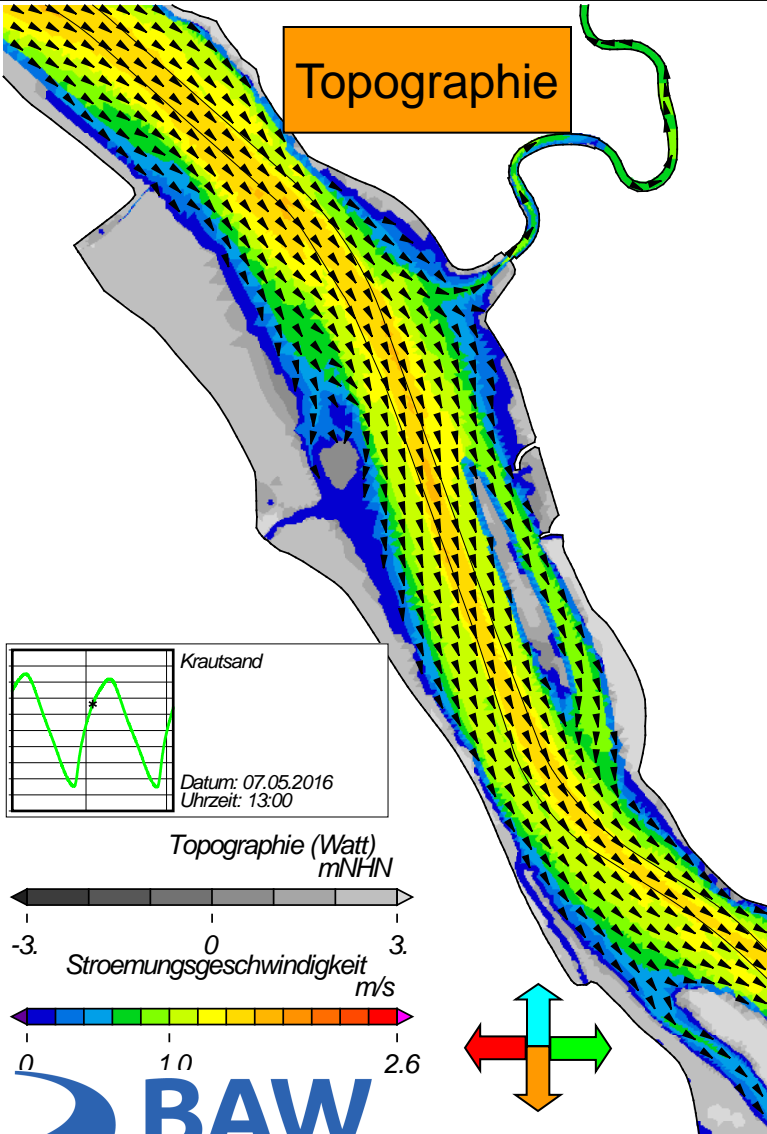 Topographie
Krautsand
Datum: 07.05.2016
Uhrzeit: 13:00
Topographie (Watt)
mNHN
-3. 0 3.
Stroemungsgeschwindigkeit
m/s
0 1.0 2.6
BAW